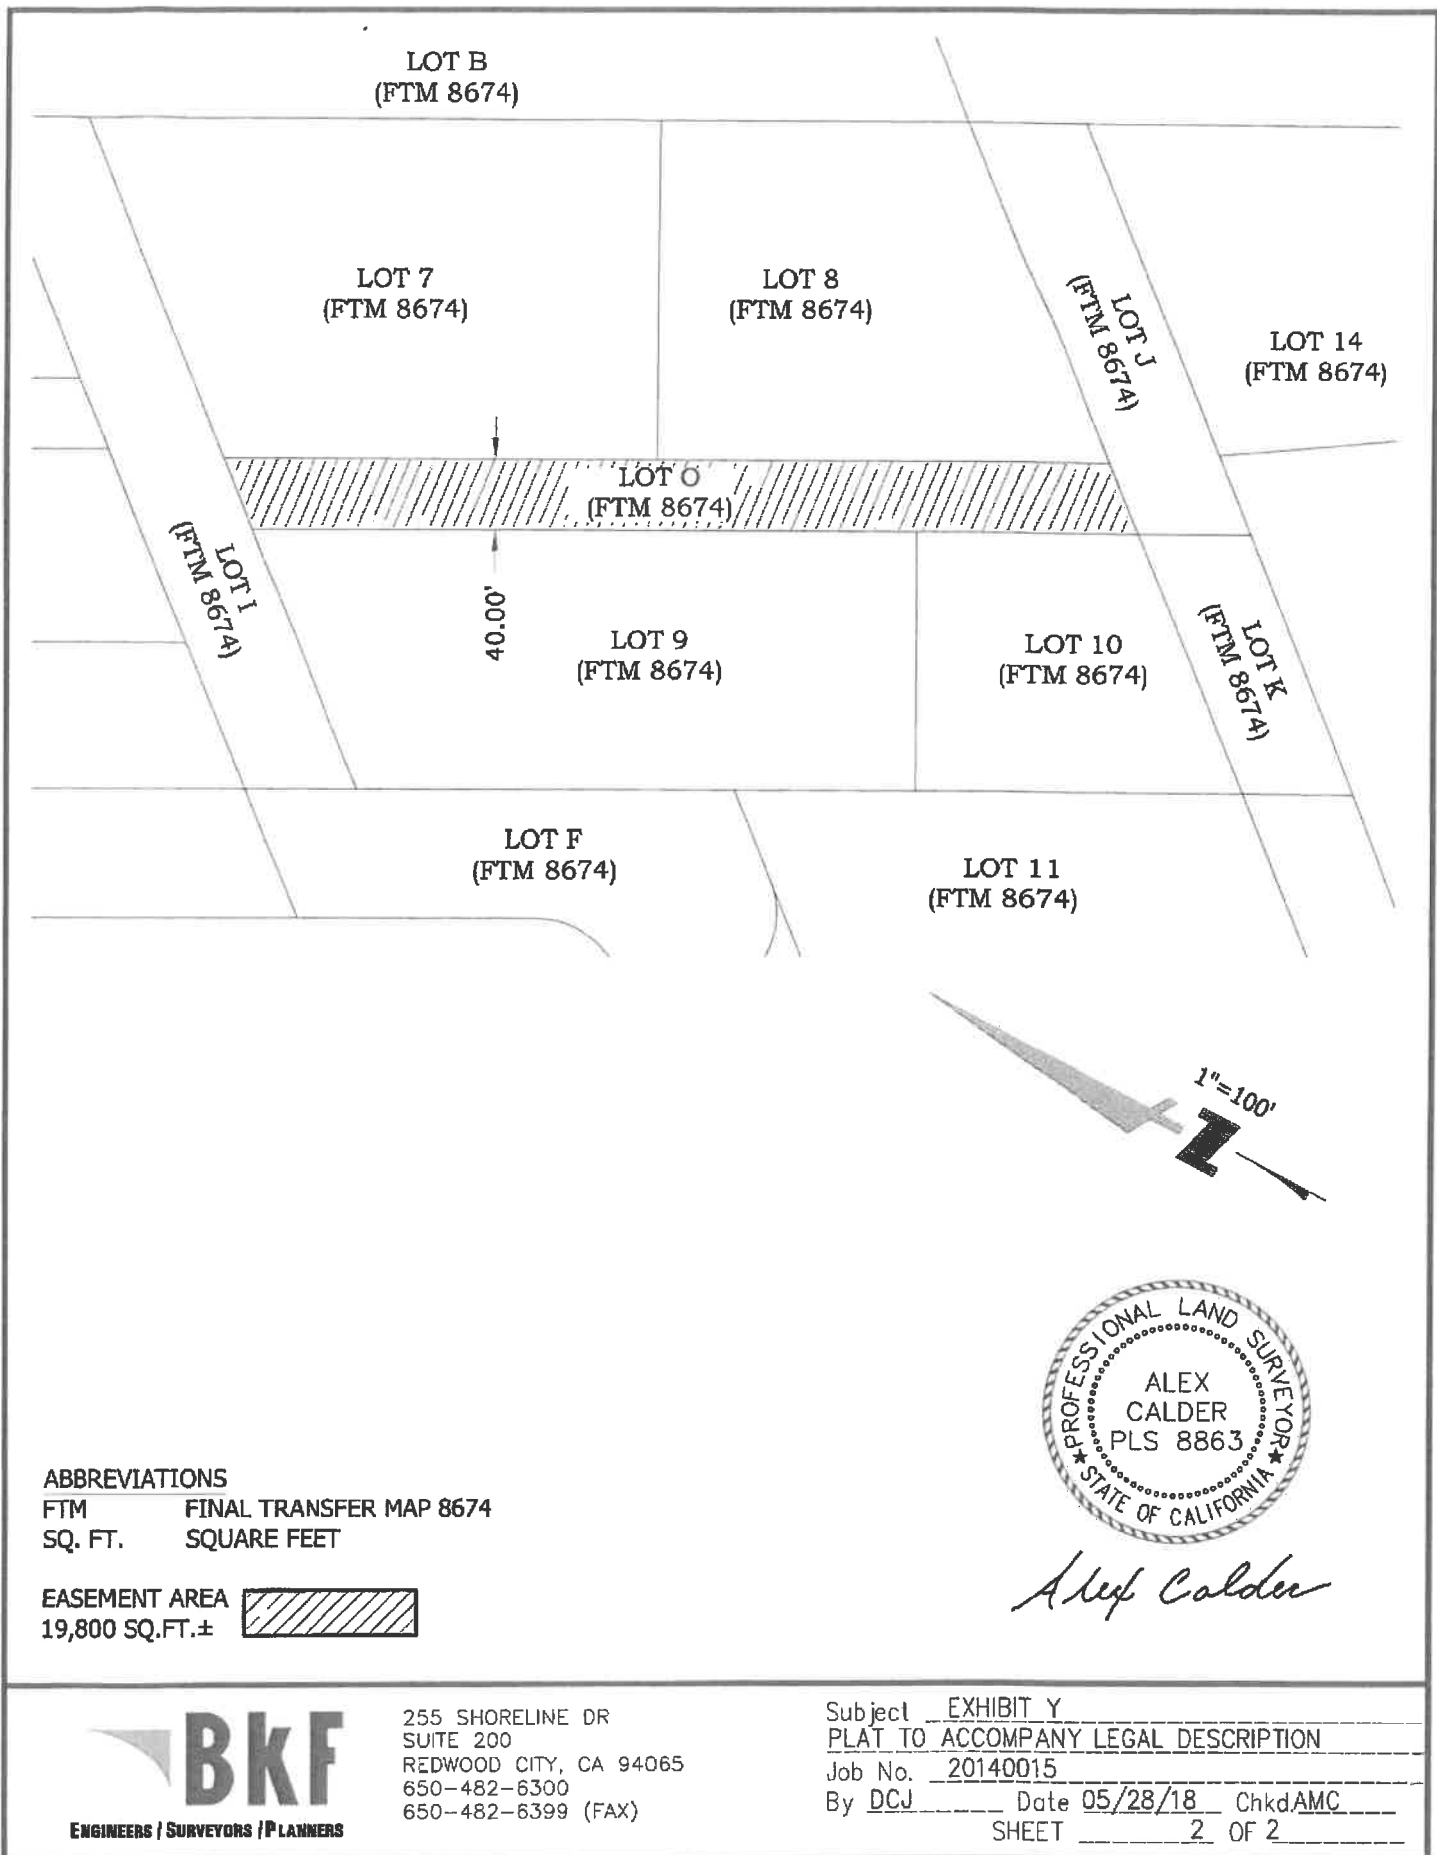 LOT B
(FTM 8674)
LOT 7
(FTM 8674)
LOT 8
(FTM 8674)
LOT J
(FTM 8674)
LOT 14
(FTM 8674)
LOT O
(FTM 8674)
LOT I
(FTM 8674)
40.00'
LOT 9
(FTM 8674)
LOT 10
(FTM 8674)
LOT K
(FTM 8674)
LOT F
(FTM 8674)
LOT 11
(FTM 8674)
1"=100'
Z
PROFESSIONAL LAND SURVEYOR
ALEX
CALDER
PLS 8863
STATE OF CALIFORNIA
Alex Calder
ABBREVIATIONS
FTM FINAL TRANSFER MAP 8674
SQ. FT. SQUARE FEET
EASEMENT AREA
19,800 SQ.FT.±
BKF
ENGINEERS / SURVEYORS / PLANNERS
255 SHORELINE DR
SUITE 200
REDWOOD CITY, CA 94065
650-482-6300
650-482-6399 (FAX)
Subject EXHIBIT Y
PLAT TO ACCOMPANY LEGAL DESCRIPTION
Job No. 20140015
By DCJ Date 05/28/18 Chkd.AMC
SHEET 2 OF 2